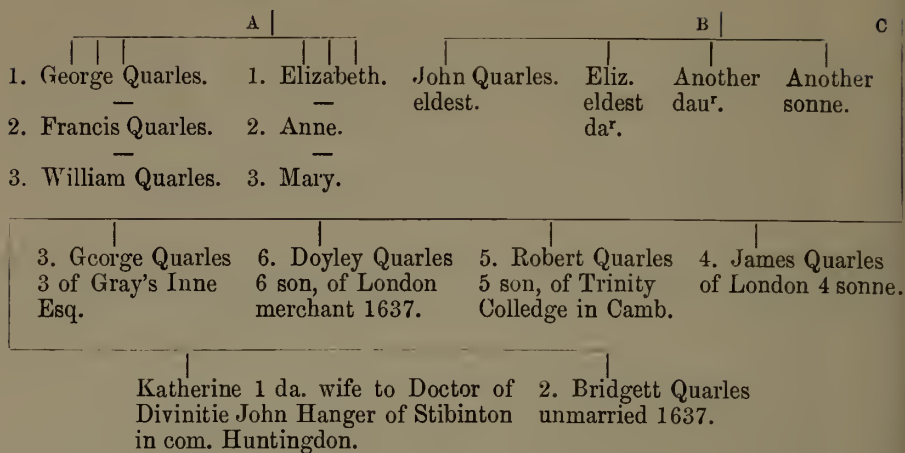 A B C
1. George Quarles. 1. Elizabeth. John Quarles. Eliz. Another Another
eldest. eldest daur. sonne.
dar.
2. Francis Quarles. 2. Anne.
3. William Quarles. 3. Mary.
3. George Quarles 6. Doyley Quarles 5. Robert Quarles 4. James Quarles
3 of Gray's Inne 6 son, of London 5 son, of Trinity of London 4 sonne.
Esq. merchant 1637. Colledge in Camb.
Katherine 1 da. wife to Doctor of 2. Bridgett Quarles
Divinitie John Hanger of Stibinton unmarried 1637.
in com. Huntingdon.